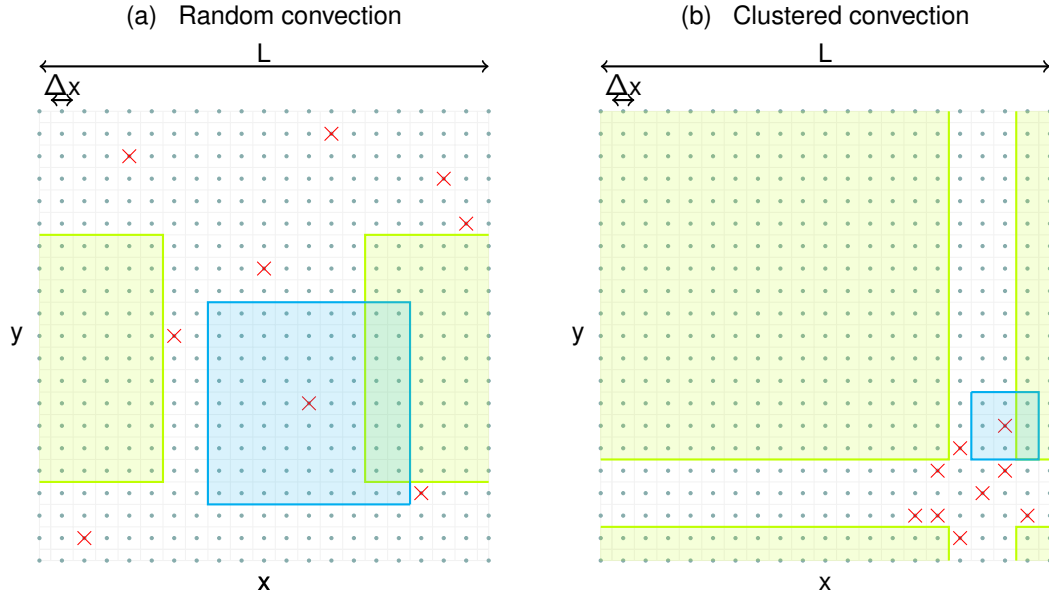 (a) Random convection
L
Δx
y
x
(b) Clustered convection
L
Δx
y
x